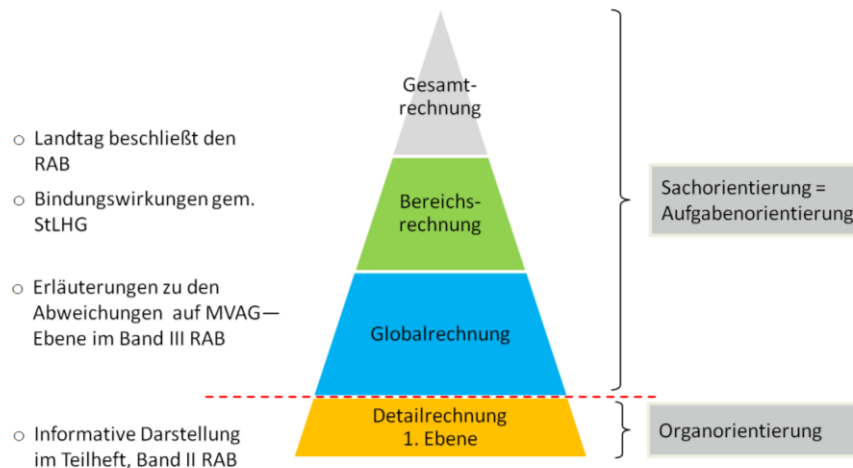 Gesamt-
rechnung
○ Landtag beschließt den
RAB
○ Bindungswirkungen gem.
StLHG
Bereichs-
rechnung
Sachorientierung =
Aufgabenorientierung
○ Erläuterungen zu den
Abweichungen auf MVAG—
Ebene im Band III RAB
Globalrechnung
Detailrechnung
1. Ebene
○ Informative Darstellung
im Teilheft, Band II RAB
Organorientierung